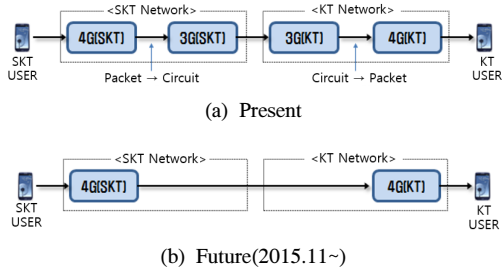 <SKT Network>
<KT Network>
4G(SKT)
3G(SKT)
3G(KT)
4G(KT)
SKT
USER
KT
USER
Packet → Circuit
Circuit → Packet
(a) Present
<SKT Network>
<KT Network>
4G(SKT)
4G(KT)
SKT
USER
KT
USER
(b) Future(2015.11~)